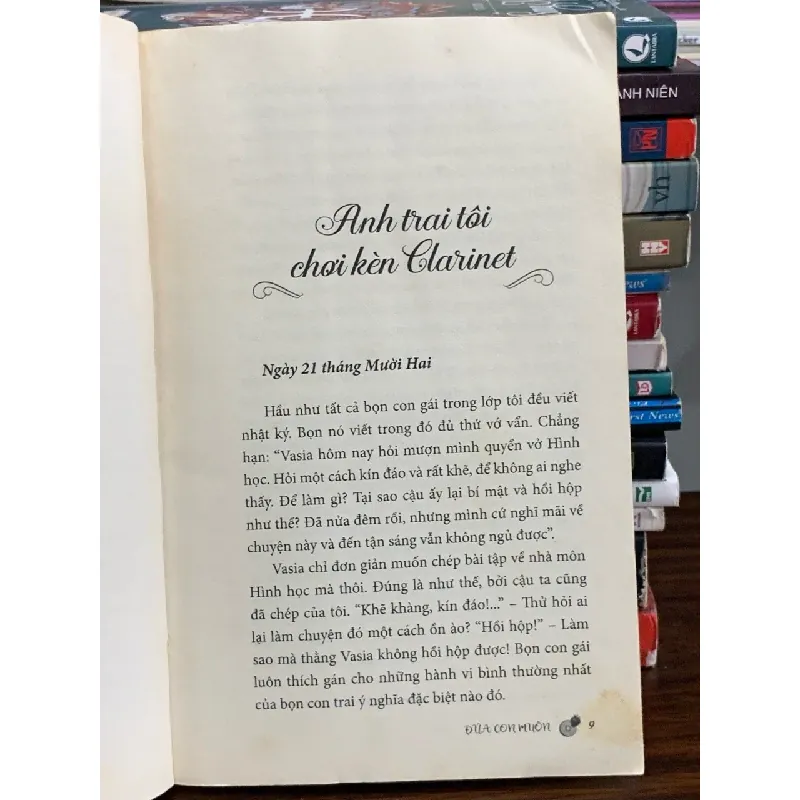 Anh trai tôi
chơi kèn Clarinet
Ngày 21 tháng Mười Hai
Hầu như tất cả bọn con gái trong lớp tôi đều viết
nhật ký. Bọn nó viết trong đó đủ thứ vớ vẩn. Chẳng
hạn: “Vasia hôm nay hỏi mượn mình quyển vở Hình
học. Hỏi một cách kín đáo và rất khẽ, để không ai nghe
thấy. Để làm gì? Tại sao cậu ấy lại bí mật và hồi hộp
như thế? Đã nửa đêm rồi, nhưng mình cứ nghĩ mãi về
chuyện này và đến tận sáng vẫn không ngủ được”.
Vasia chỉ đơn giản muốn chép bài tập về nhà môn
Hình học mà thôi. Đúng là như thế, bởi cậu ta cũng
đã chép của tôi. “Khẽ khàng, kín đáo!...” – Thử hỏi ai
lại làm chuyện đó một cách ồn ào? “Hồi hộp!” – Làm
sao mà thằng Vasia không hồi hộp được! Bọn con gái
luôn thích gán cho những hành vi bình thường nhất
của bọn con trai ý nghĩa đặc biệt nào đó.
ĐỨA CON MUỘN 9
LANTABRA
ANH NIÊN
PN
vh
ews
rst News